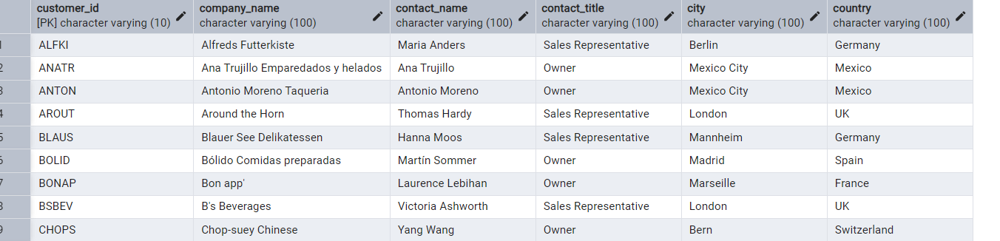 customer_id company_name contact_name contact_title city country
[PK] character varying (10) character varying (100) character varying (100) character varying (100) character varying (100) character varying (100)
ALFKI Alfreds Futterkiste Maria Anders Sales Representative Berlin Germany
2 ANATR Ana Trujillo Emparedados y helados Ana Trujillo Owner Mexico City Mexico
3 ANTON Antonio Moreno Taqueria Antonio Moreno Owner Mexico City Mexico
4 AROUT Around the Horn Thomas Hardy Sales Representative London UK
5 BLAUS Blauer See Delikatessen Hanna Moos Sales Representative Mannheim Germany
6 BOLID Bólido Comidas preparadas Martín Sommer Owner Madrid Spain
7 BONAP Bon app' Laurence Lebihan Owner Marseille France
8 BSBEV B's Beverages Victoria Ashworth Sales Representative London UK
9 CHOPS Chop-suey Chinese Yang Wang Owner Bern Switzerland